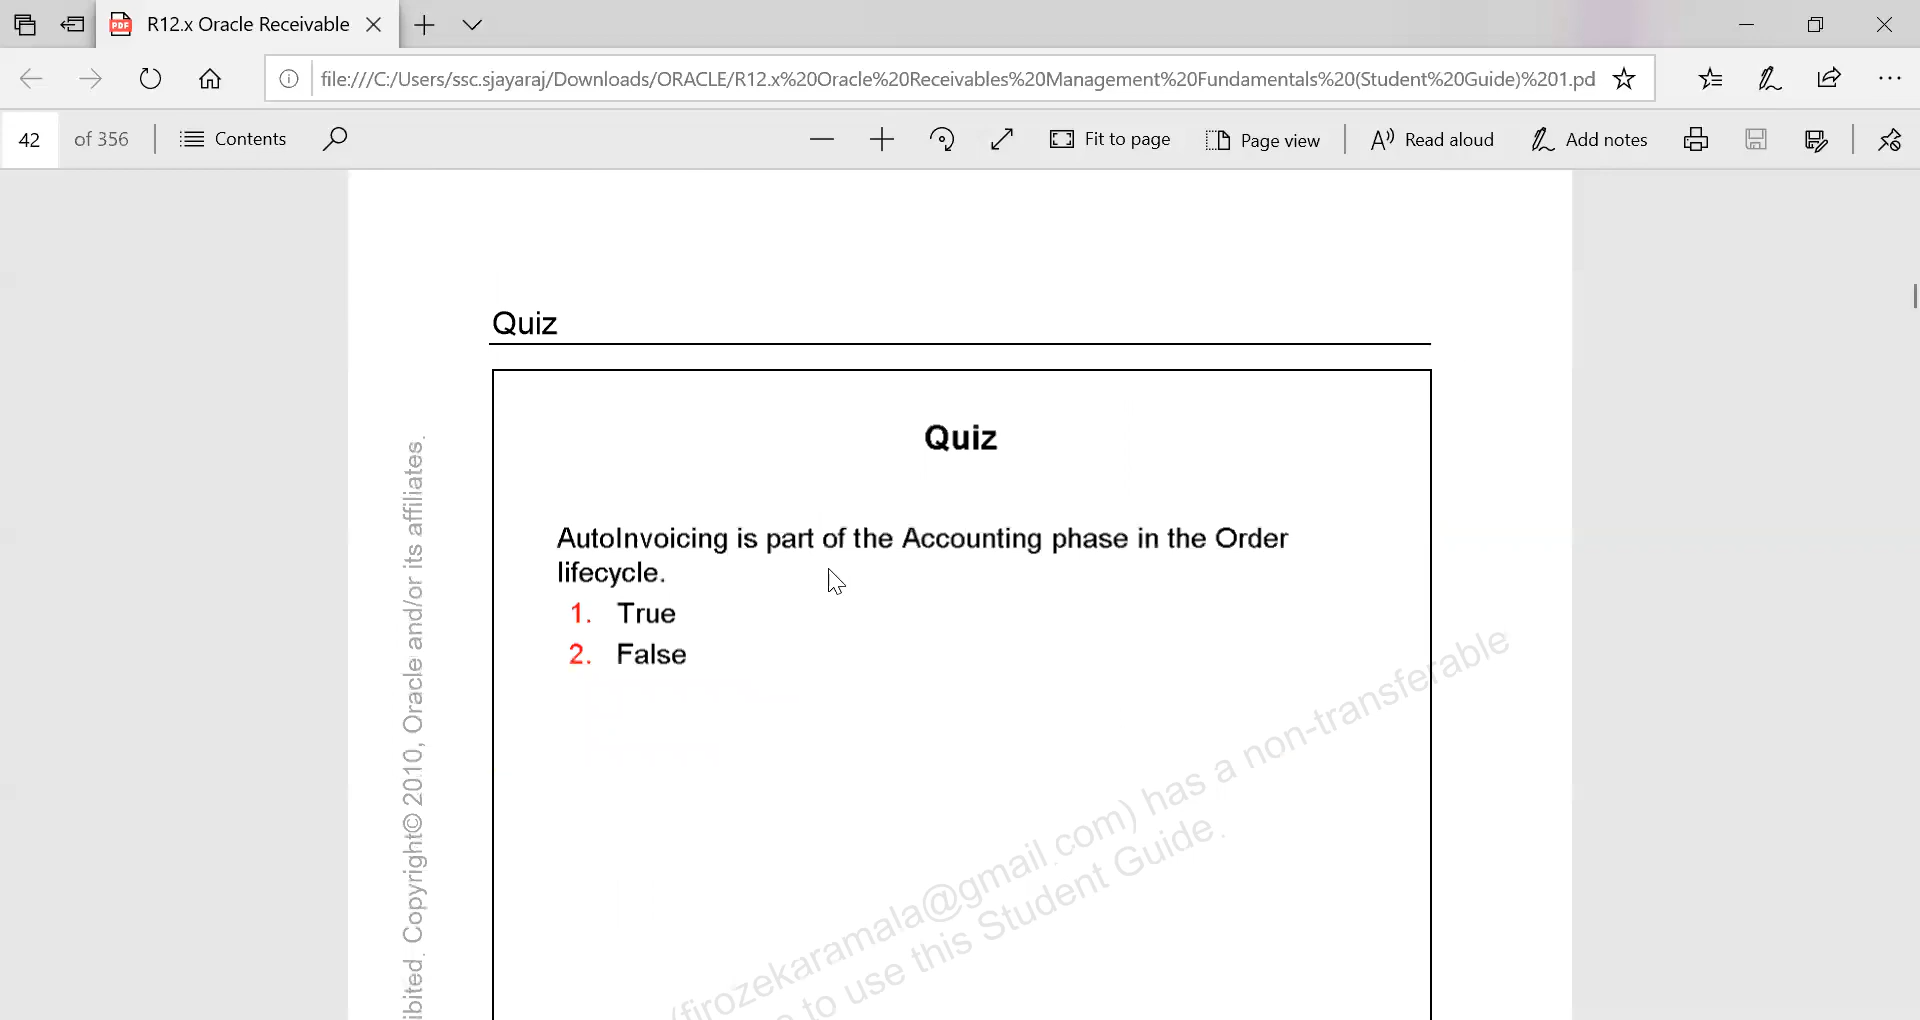 R12.x Oracle Receivable
file:///C:/Users/ssc.sjayaraj/Downloads/ORACLE/R12.x%20Oracle%20Receivables%20Management%20Fundamentals%20(Student%20Guide)%201.pd
42 of 356 Contents Fit to page Page view Read aloud Add notes
Quiz
Quiz
AutoInvoicing is part of the Accounting phase in the Order
lifecycle.
1. True
2. False
ibited. Copyright© 2010, Oracle and/or its affiliates.
(firozekaramala@gmail.com) has a non-transferable
to use this Student Guide.